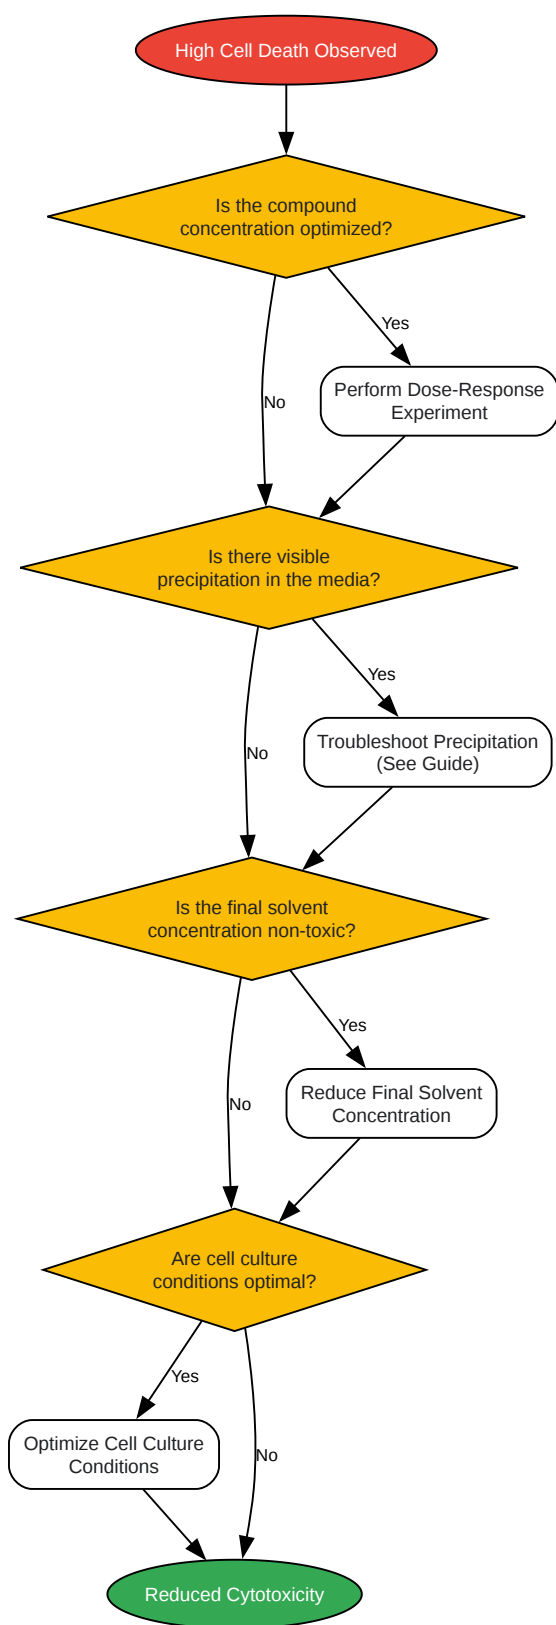 High Cell Death Observed
Is the compound
concentration optimized?
Yes
Perform Dose-Response
Experiment
No
Is there visible
precipitation in the media?
Yes
Troubleshoot Precipitation
(See Guide)
No
Is the final solvent
concentration non-toxic?
Yes
Reduce Final Solvent
Concentration
No
Are cell culture
conditions optimal?
Yes
Optimize Cell Culture
Conditions
No
Reduced Cytotoxicity